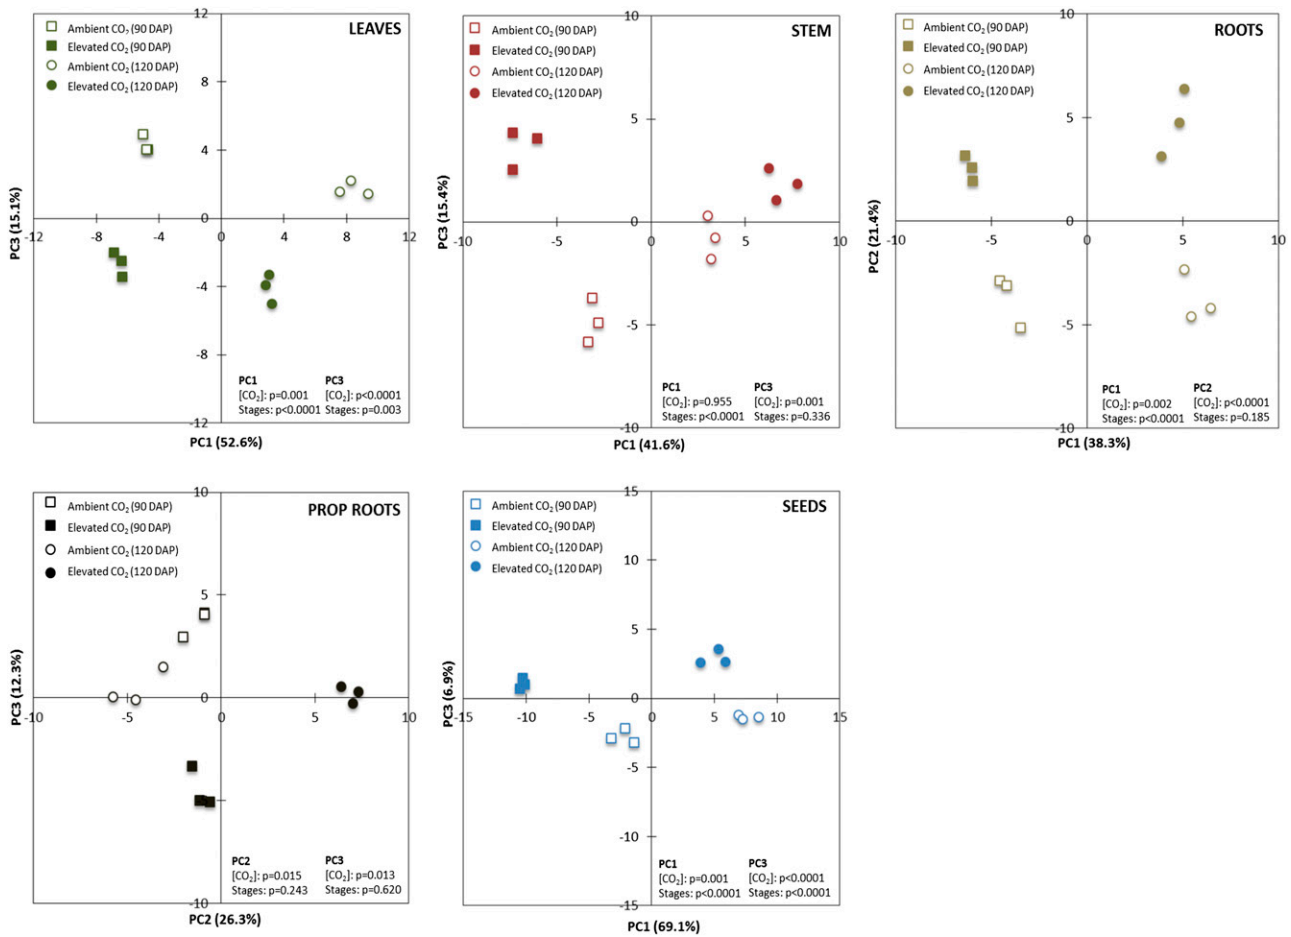 LEAVES
Ambient CO₂ (90 DAP)
Elevated CO₂ (90 DAP)
Ambient CO₂ (120 DAP)
Elevated CO₂ (120 DAP)
12
8
4
0
-4
-8
-12
-12 -8 -4 0 4 8 12
PC3 (15.1%)
PC1 PC3
[CO₂]: p=0.001 [CO₂]: p<0.0001
Stages: p<0.0001 Stages: p=0.003
PC1 (52.6%)
STEM
Ambient CO₂ (90 DAP)
Elevated CO₂ (90 DAP)
Ambient CO₂ (120 DAP)
Elevated CO₂ (120 DAP)
10
5
0
-5
-10
-10 -5 0 5 10
PC3 (15.4%)
PC1 PC3
[CO₂]: p=0.955 [CO₂]: p=0.001
Stages: p<0.0001 Stages: p=0.336
PC1 (41.6%)
ROOTS
Ambient CO₂ (90 DAP)
Elevated CO₂ (90 DAP)
Ambient CO₂ (120 DAP)
Elevated CO₂ (120 DAP)
10
5
0
-5
-10
-10 -5 0 5 10
PC2 (21.4%)
PC1 PC2
[CO₂]: p=0.002 [CO₂]: p<0.0001
Stages: p<0.0001 Stages: p=0.185
PC1 (38.3%)
PROP ROOTS
Ambient CO₂ (90 DAP)
Elevated CO₂ (90 DAP)
Ambient CO₂ (120 DAP)
Elevated CO₂ (120 DAP)
10
5
0
-10
-10 -5 0 5 10
PC3 (12.3%)
PC2 PC3
[CO₂]: p=0.015 [CO₂]: p=0.013
Stages: p=0.243 Stages: p=0.620
PC2 (26.3%)
SEEDS
Ambient CO₂ (90 DAP)
Elevated CO₂ (90 DAP)
Ambient CO₂ (120 DAP)
Elevated CO₂ (120 DAP)
15
10
5
0
-5
-10
-15
-15 -10 -5 0 5 10 15
PC3 (6.9%)
PC1 PC3
[CO₂]: p=0.001 [CO₂]: p<0.0001
Stages: p<0.0001 Stages: p<0.0001
PC1 (69.1%)